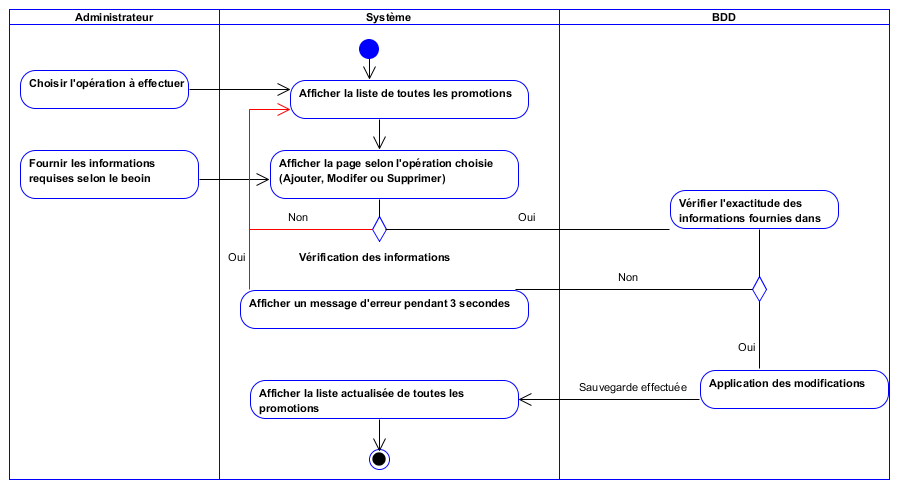 Administrateur
Système
BDD
Choisir l'opération à effectuer
Afficher la liste de toutes les promotions
Fournir les informations
requises selon le beoin
Afficher la page selon l'opération choisie
(Ajouter, Modifer ou Supprimer)
Vérifier l'exactitude des
informations fournies dans
Non
Oui
Oui
Vérification des informations
Non
Afficher un message d'erreur pendant 3 secondes
Oui
Sauvegarde effectuée
Application des modifications
Afficher la liste actualisée de toutes les
promotions